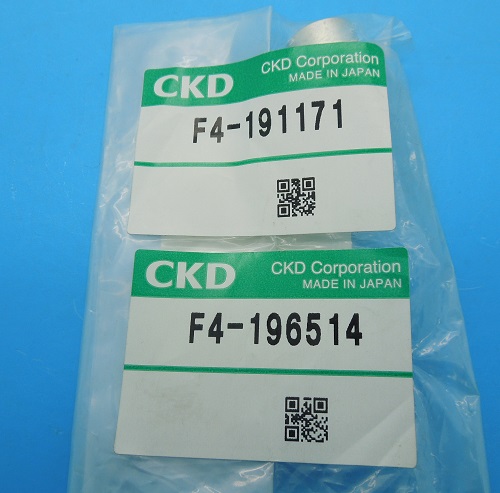 CKD
CKD Corporation
MADE IN JAPAN
F4-191171
CKD
CKD Corporation
MADE IN JAPAN
F4-196514